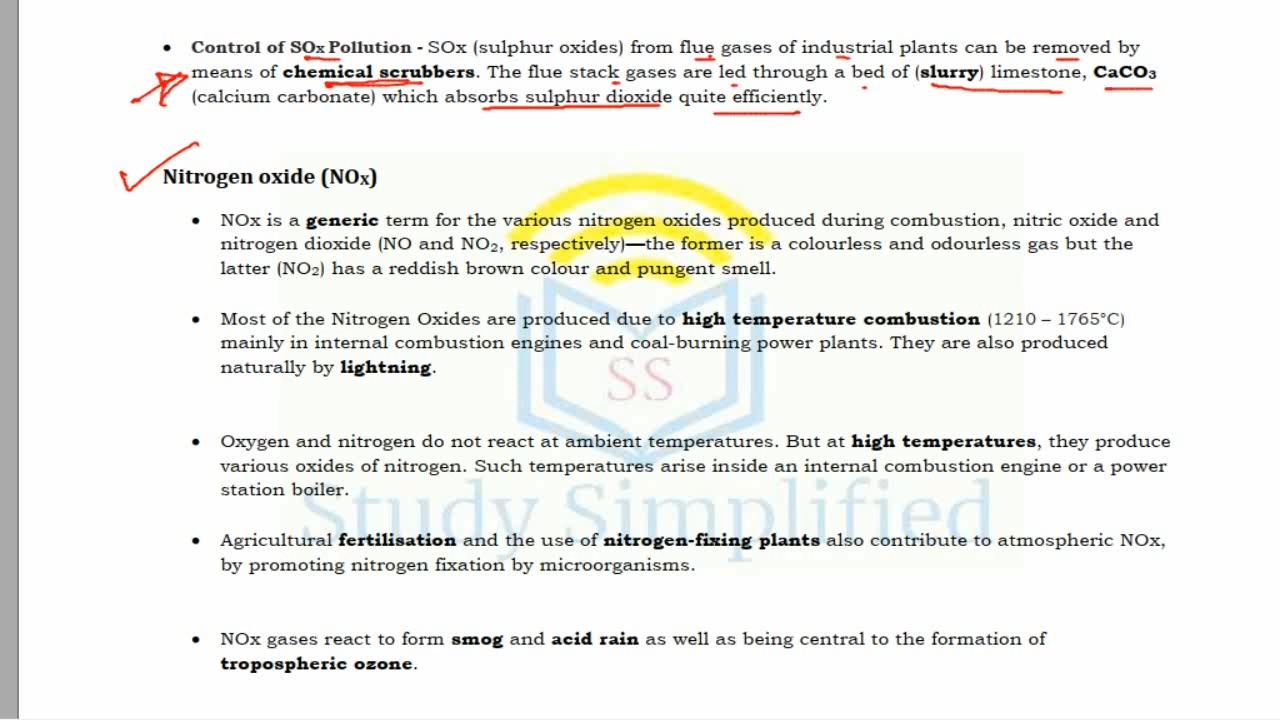 • Control of SOx Pollution - SOx (sulphur oxides) from flue gases of industrial plants can be removed by
means of chemical scrubbers. The flue stack gases are led through a bed of (slurry) limestone, CaCO₃
(calcium carbonate) which absorbs sulphur dioxide quite efficiently.
Nitrogen oxide (NOx)
• NOx is a generic term for the various nitrogen oxides produced during combustion, nitric oxide and
nitrogen dioxide (NO and NO₂, respectively)—the former is a colourless and odourless gas but the
latter (NO₂) has a reddish brown colour and pungent smell.
• Most of the Nitrogen Oxides are produced due to high temperature combustion (1210 – 1765°C)
mainly in internal combustion engines and coal-burning power plants. They are also produced
naturally by lightning.
SS
• Oxygen and nitrogen do not react at ambient temperatures. But at high temperatures, they produce
various oxides of nitrogen. Such temperatures arise inside an internal combustion engine or a power
station boiler.
Study Simplified
• Agricultural fertilisation and the use of nitrogen-fixing plants also contribute to atmospheric NOx,
by promoting nitrogen fixation by microorganisms.
• NOx gases react to form smog and acid rain as well as being central to the formation of
tropospheric ozone.